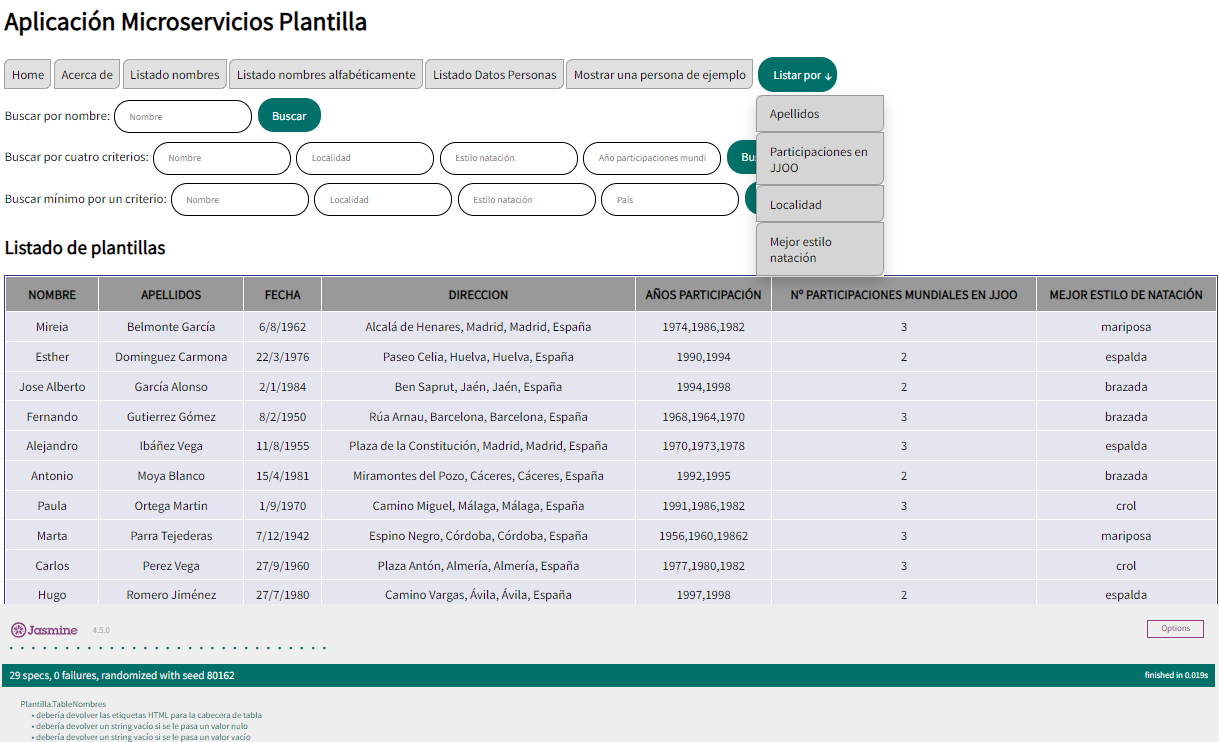 Aplicación Microservicios Plantilla
Home Acerca de Listado nombres Listado nombres alfabéticamente Listado Datos Personas Mostrar una persona de ejemplo Listar por ↓
Apellidos
Participaciones en
JJOO
Localidad
Mejor estilo
natación
Buscar por nombre: Nombre Buscar
Buscar por cuatro criterios: Nombre Localidad Estilo natación Año participaciones mundi Bu
Buscar mínimo por un criterio: Nombre Localidad Estilo natación País
Listado de plantillas
NOMBRE APELLIDOS FECHA DIRECCION AÑOS PARTICIPACIÓN Nº PARTICIPACIONES MUNDIALES EN JJOO MEJOR ESTILO DE NATACIÓN
Mireia Belmonte García 6/8/1962 Alcalá de Henares, Madrid, Madrid, España 1974,1986,1982 3 mariposa
Esther Dominguez Carmona 22/3/1976 Paseo Celia, Huelva, Huelva, España 1990,1994 2 espalda
Jose Alberto García Alonso 2/1/1984 Ben Saprut, Jaén, Jaén, España 1994,1998 2 brazada
Fernando Gutierrez Gómez 8/2/1950 Rúa Arnau, Barcelona, Barcelona, España 1968,1964,1970 3 brazada
Alejandro Ibáñez Vega 11/8/1955 Plaza de la Constitución, Madrid, Madrid, España 1970,1973,1978 3 espalda
Antonio Moya Blanco 15/4/1981 Miramontes del Pozo, Cáceres, Cáceres, España 1992,1995 2 brazada
Paula Ortega Martin 1/9/1970 Camino Miguel, Málaga, Málaga, España 1991,1986,1982 3 crol
Marta Parra Tejederas 7/12/1942 Espino Negro, Córdoba, Córdoba, España 1956,1960,19862 3 mariposa
Carlos Perez Vega 27/9/1960 Plaza Antón, Almería, Almería, España 1977,1980,1982 3 crol
Hugo Romero Jiménez 27/7/1980 Camino Vargas, Ávila, Ávila, España 1997,1998 2 espalda
Jasmine 4.5.0 Options
29 specs, 0 failures, randomized with seed 80162 finished in 0.019s
Plantilla.TableNombres
• debería devolver las etiquetas HTML para la cabecera de tabla
• debería devolver un string vacío si se le pasa un valor nulo
• debería devolver un string vacío si se le pasa un valor vacío